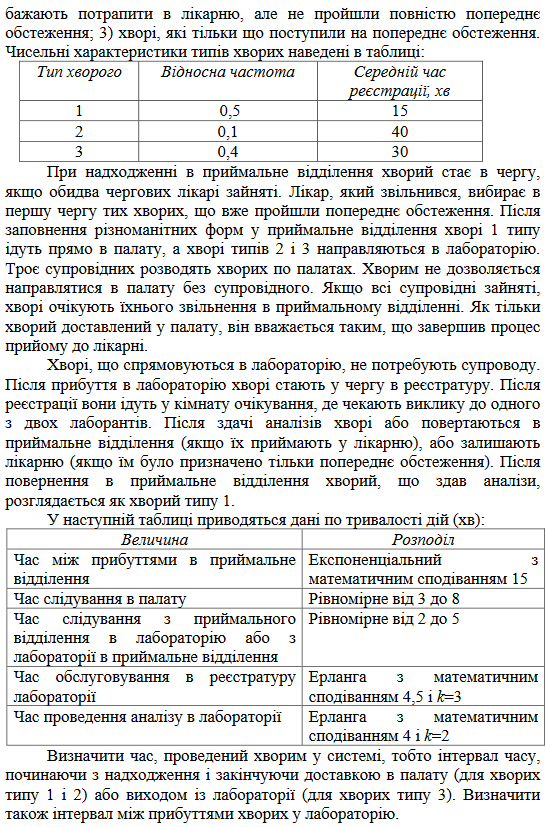 бажають потрапити в лікарню, але не пройшли повністю попереднє
обстеження; 3) хворі, які тільки що поступили на попереднє обстеження.
Чисельні характеристики типів хворих наведені в таблиці:
Тип хворого Відносна частота Середній час
реєстрації, хв
1 0,5 15
2 0,1 40
3 0,4 30
При надходженні в приймальне відділення хворий стає в чергу,
якщо обидва чергових лікарі зайняті. Лікар, який звільнився, вибирає в
першу чергу тих хворих, що вже пройшли попереднє обстеження. Після
заповнення різноманітних форм у приймальне відділення хворі 1 типу
ідуть прямо в палату, а хворі типів 2 і 3 направляються в лабораторію.
Троє супровідних розводять хворих по палатах. Хворим не дозволяється
направлятися в палату без супровідного. Якщо всі супровідні зайняті,
хворі очікують їхнього звільнення в приймальному відділенні. Як тільки
хворий доставлений у палату, він вважається таким, що завершив процес
прийому до лікарні.
Хворі, що спрямовуються в лабораторію, не потребують супроводу.
Після прибуття в лабораторію хворі стають у чергу в реєстратуру. Після
реєстрації вони ідуть у кімнату очікування, де чекають виклику до одного
з двох лаборантів. Після здачі аналізів хворі або повертаються в
приймальне відділення (якщо їх приймають у лікарню), або залишають
лікарню (якщо їм було призначено тільки попереднє обстеження). Після
повернення в приймальне відділення хворий, що здав аналізи,
розглядається як хворий типу 1.
У наступній таблиці приводяться дані по тривалості дій (хв):
Величина Розподіл
Час між прибуттями в приймальне Експоненціальний з
відділення математичним сподіванням 15
Час слідування в палату Рівномірне від 3 до 8
Час слідування з приймального Рівномірне від 2 до 5
відділення в лабораторію або з
лабораторії в приймальне відділення
Час обслуговування в реєстратуру Ерланга з математичним
лабораторії сподіванням 4,5 і k=3
Час проведення аналізу в лабораторії Ерланга з математичним
сподіванням 4 і k=2
Визначити час, проведений хворим у системі, тобто інтервал часу,
починаючи з надходження і закінчуючи доставкою в палату (для хворих
типу 1 і 2) або виходом із лабораторії (для хворих типу 3). Визначити
також інтервал між прибуттями хворих у лабораторію.